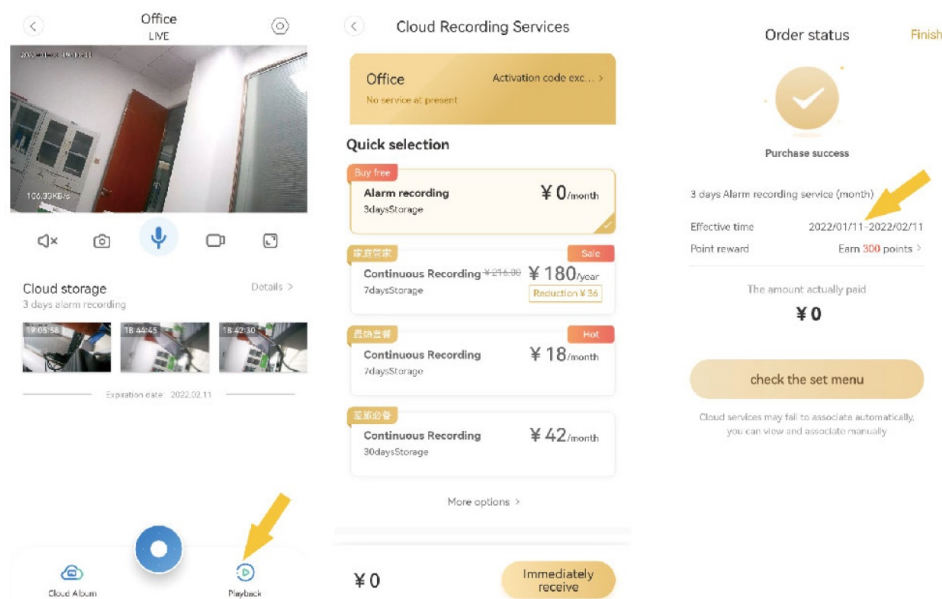 Office
LIVE
106.33KB/s
Cloud storage
Details >
3 days alarm recording
19:05:56
18:44:45
18:42:30
Expiration date: 2022.02.11
Cloud Album
Playback
Cloud Recording Services
Office
Activation code exc... >
No service at present
Quick selection
Buy free
Alarm recording
¥ 0/month
3daysStorage
Sale
Continuous Recording ¥216.00 ¥ 180/year
7daysStorage
Reduction ¥36
Hot
Continuous Recording
¥ 18/month
7daysStorage
Continuous Recording
¥ 42/month
30daysStorage
More options >
¥ 0
Immediately
receive
Order status
Finish
Purchase success
3 days Alarm recording service (month)
Effective time
2022/01/11-2022/02/11
Point reward
Earn 300 points >
The amount actually paid
¥ 0
check the set menu
Cloud services may fail to associate automatically,
you can view and associate manually